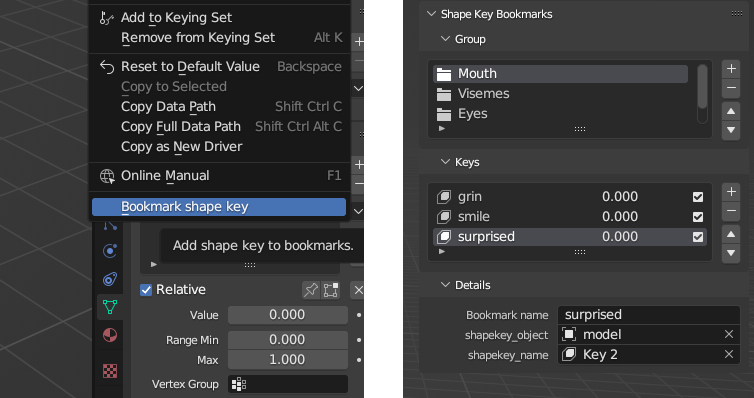 Add to Keying Set
Remove from Keying Set Alt K
Reset to Default Value Backspace
Copy to Selected
Copy Data Path Shift Ctrl C
Copy Full Data Path Shift Ctrl Alt C
Copy as New Driver
Online Manual F1
Bookmark shape key
Add shape key to bookmarks.
Relative
Value 0.000
Range Min 0.000
Max 1.000
Vertex Group
Shape Key Bookmarks
Group
Mouth
Visemes
Eyes
Keys
grin 0.000
smile 0.000
surprised 0.000
Details
Bookmark name surprised
shapekey_object model
shapekey_name Key 2